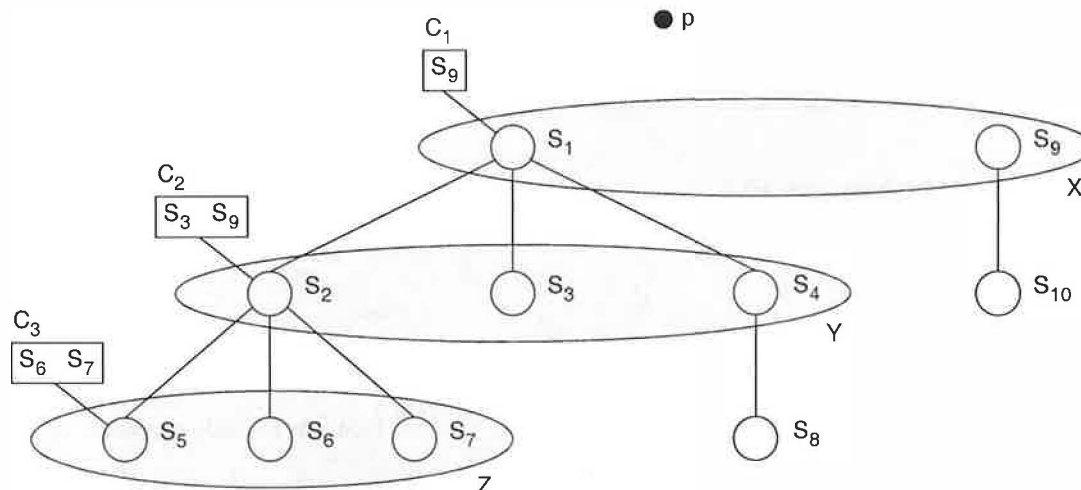 p
C₁
S₉
S₁
S₉
X
C₂
S₃ S₉
S₂
S₃
S₄
S₁₀
Y
C₃
S₆ S₇
S₅
S₆
S₇
S₈
Z